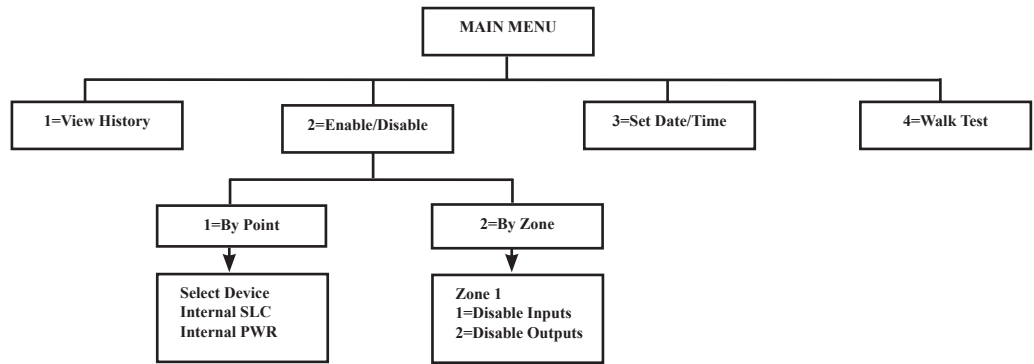 MAIN MENU
1=View History
2=Enable/Disable
3=Set Date/Time
4=Walk Test
1=By Point
2=By Zone
Select Device
Internal SLC
Internal PWR
Zone 1
1=Disable Inputs
2=Disable Outputs